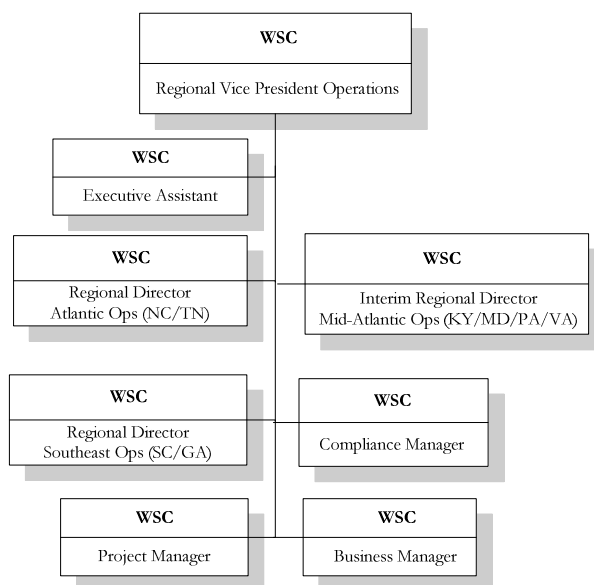 WSC
Regional Vice President Operations
WSC
Executive Assistant
WSC
Regional Director
Atlantic Ops (NC/TN)
WSC
Interim Regional Director
Mid-Atlantic Ops (KY/MD/PA/VA)
WSC
Regional Director
Southeast Ops (SC/GA)
WSC
Compliance Manager
WSC
Project Manager
WSC
Business Manager